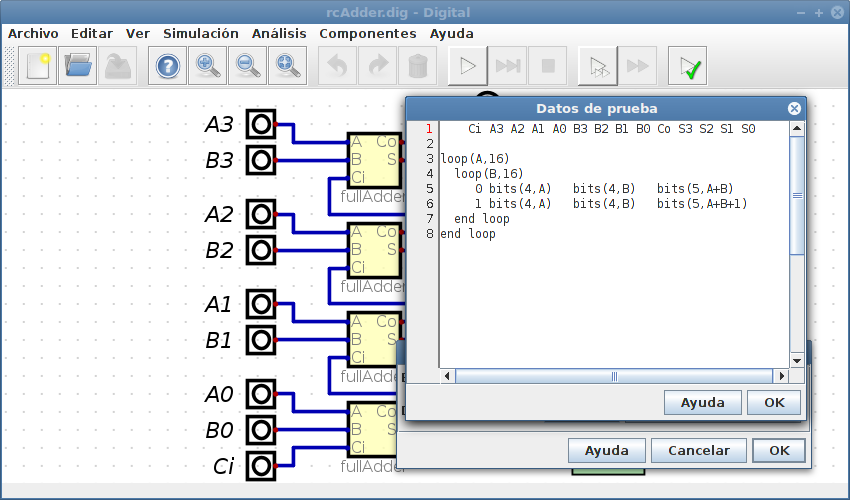 rcAdder.dig - Digital
Archivo Editar Ver Simulación Análisis Componentes Ayuda
A3
B3
A Co
B S
Ci
fullAdder
A2
B2
A Co
B S
Ci
fullAdder
A1
B1
A Co
B S
Ci
fullAdde
A0
B0
Ci
A Co
B S
Ci
fullAdder
Datos de prueba
1 Ci A3 A2 A1 A0 B3 B2 B1 B0 Co S3 S2 S1 S0
2
3 loop(A,16)
4 loop(B,16)
5 0 bits(4,A) bits(4,B) bits(5,A+B)
6 1 bits(4,A) bits(4,B) bits(5,A+B+1)
7 end loop
8 end loop
Ayuda OK
Ayuda Cancelar OK